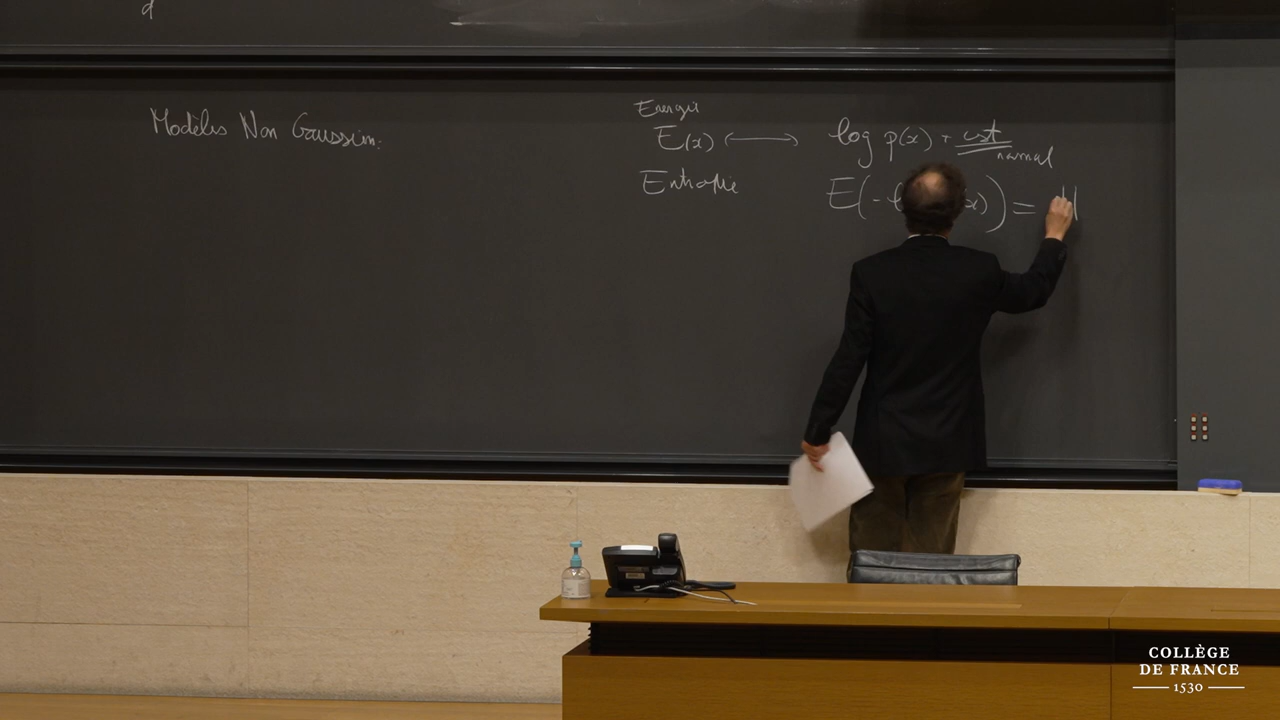 d
Modèles Non Gaussien.
Energie
E(x) ⟷ log p(x) + cst
normal
Entropie E(- x)) = H
COLLÈGE
DE FRANCE
1530